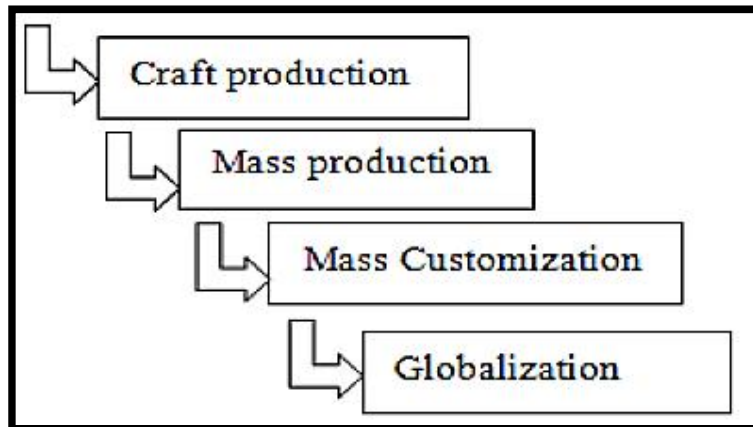 Craft production
Mass production
Mass Customization
Globalization